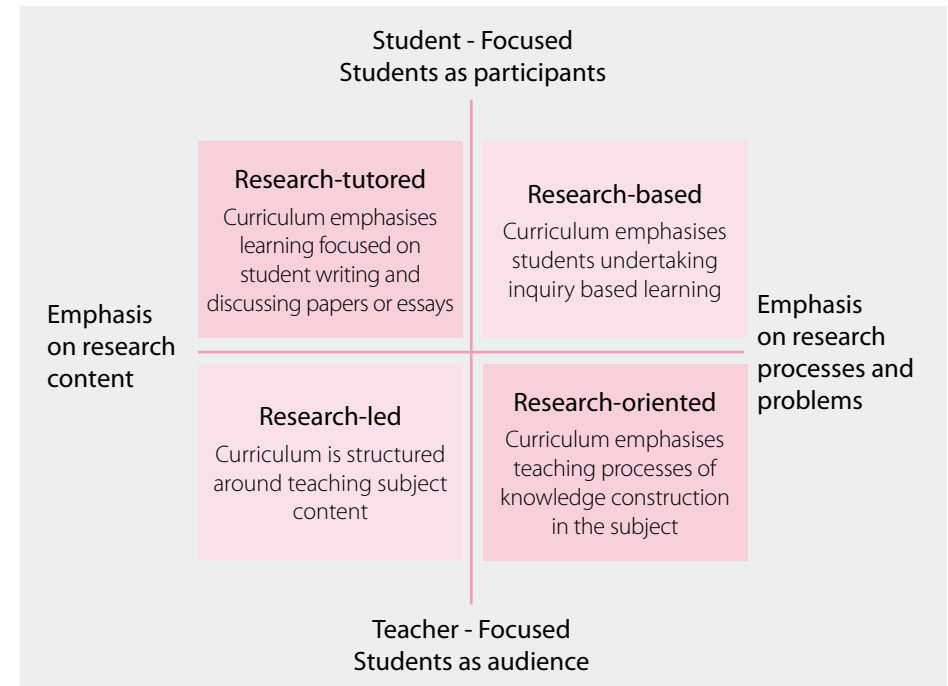 Student - Focused
Students as participants
Research-tutored
Curriculum emphasises
learning focused on
student writing and
discussing papers or essays
Research-based
Curriculum emphasises
students undertaking
inquiry based learning
Emphasis
on research
content
Emphasis
on research
processes and
problems
Research-led
Curriculum is structured
around teaching subject
content
Research-oriented
Curriculum emphasises
teaching processes of
knowledge construction
in the subject
Teacher - Focused
Students as audience